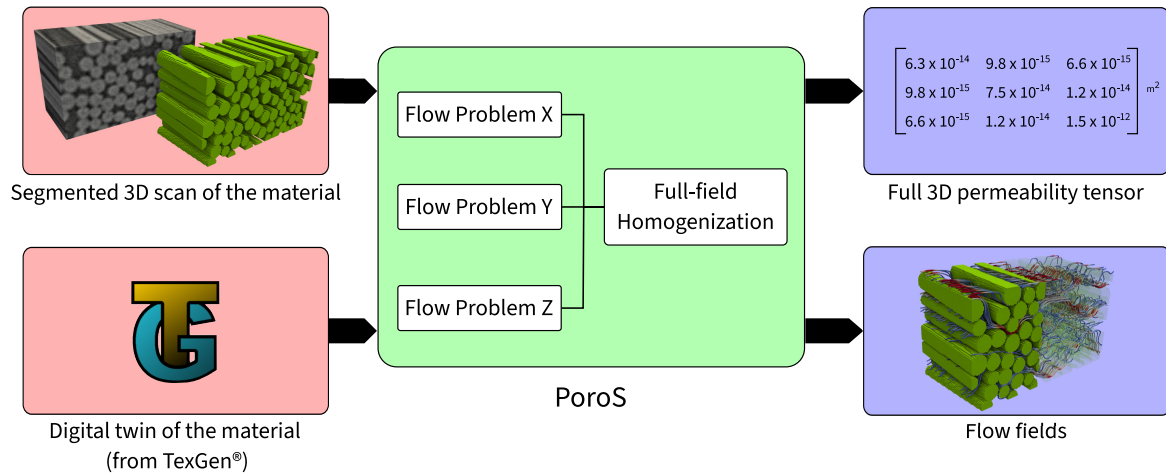 Segmented 3D scan of the material
Digital twin of the material
(from TexGen®)
TG
Flow Problem X
Flow Problem Y
Flow Problem Z
Full-field
Homogenization
PoroS
6.3 x 10⁻¹⁴ 9.8 x 10⁻¹⁵ 6.6 x 10⁻¹⁵
9.8 x 10⁻¹⁵ 7.5 x 10⁻¹⁴ 1.2 x 10⁻¹⁴ m²
6.6 x 10⁻¹⁵ 1.2 x 10⁻¹⁴ 1.5 x 10⁻¹²
Full 3D permeability tensor
Flow fields